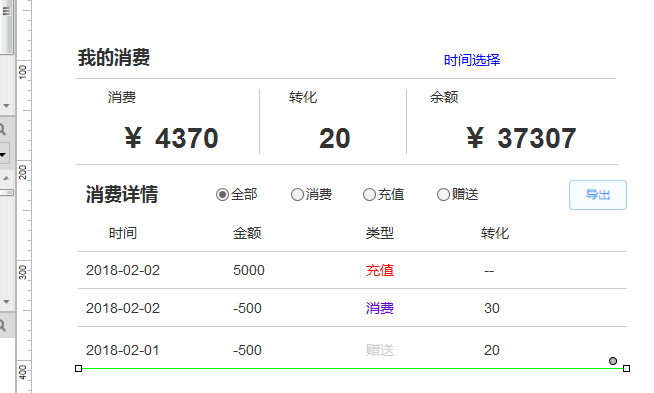 我的消费 时间选择
消费 转化 余额
¥ 4370 20 ¥ 37307
消费详情 全部 消费 充值 赠送 导出
时间 金额 类型 转化
2018-02-02 5000 充值 --
2018-02-02 -500 消费 30
2018-02-01 -500 赠送 20
100
200
300
400